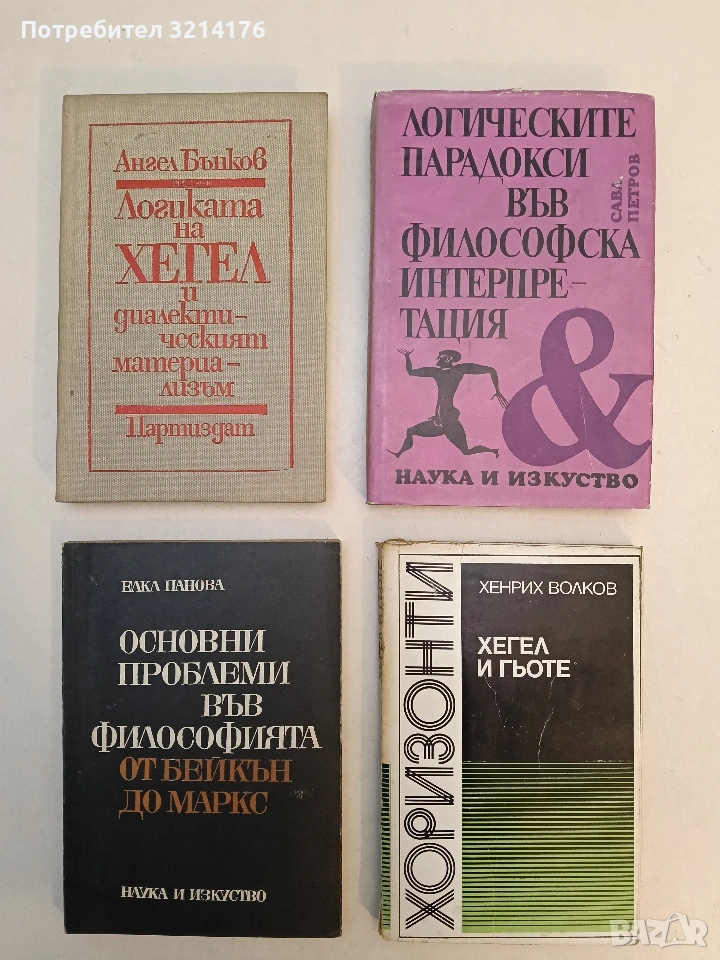 Потребител 3214176
Ангел Бънков
Логиката
на
ХЕГЕЛ
и
диалекти-
ческият
материа-
лизъм
Партиздат
ЛОГИЧЕСКИТЕ
ПАРАДОКСИ
ВЪВ
ФИЛОСОФСКА
ИНТЕРПРЕ-
ТАЦИЯ
САВА
ПЕТРОВ
&
НАУКА И ИЗКУСТВО
ЕЛКА ПАНОВА
ОСНОВНИ
ПРОБЛЕМИ
ВЪВ
ФИЛОСОФИЯТА
ОТ БЕЙКЪН
ДО МАРКС
НАУКА И ИЗКУСТВО
ХОРИЗОНТИ
ХЕНРИХ ВОЛКОВ
ХЕГЕЛ
И ГЬОТЕ
BAZAR